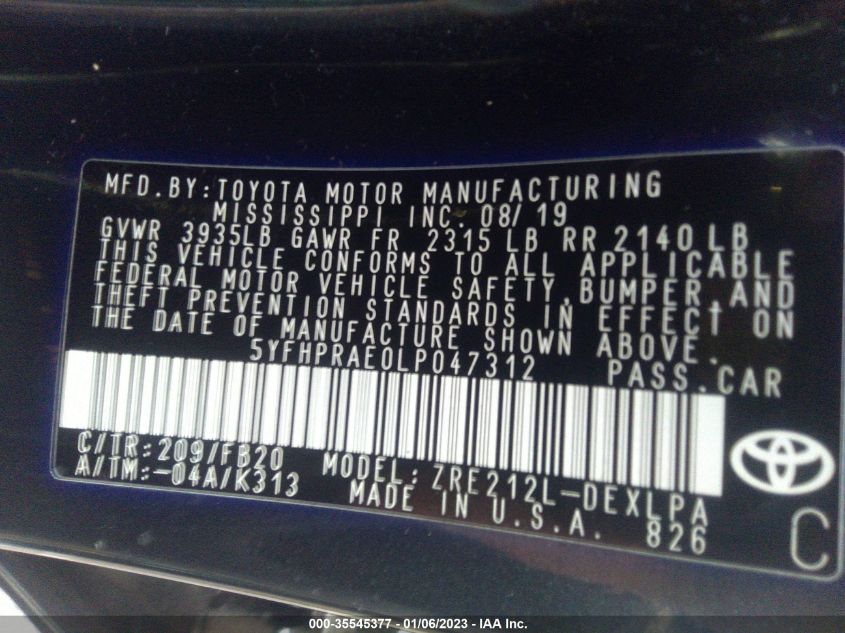 MFD.BY:TOYOTA MOTOR MANUFACTURING
MISSISSIPPI INC. 08/19
GVWR 3935LB GAWR FR 2315 LB RR 2140 LB
THIS VEHICLE CONFORMS TO ALL APPLICABLE
FEDERAL MOTOR VEHICLE SAFETY,BUMPER,AND
THEFT PREVENTION STANDARDS IN EFFECT ON
THE DATE OF MANUFACTURE SHOWN ABOVE.
5YFHPRAE0LP047312 PASS.CAR
C/TR:209/FB20 MODEL:ZRE212L-DEXLPA
A/TM:-04A/K313 MADE IN U.S.A. 826
C
000-35545377 - 01/06/2023 - IAA Inc.